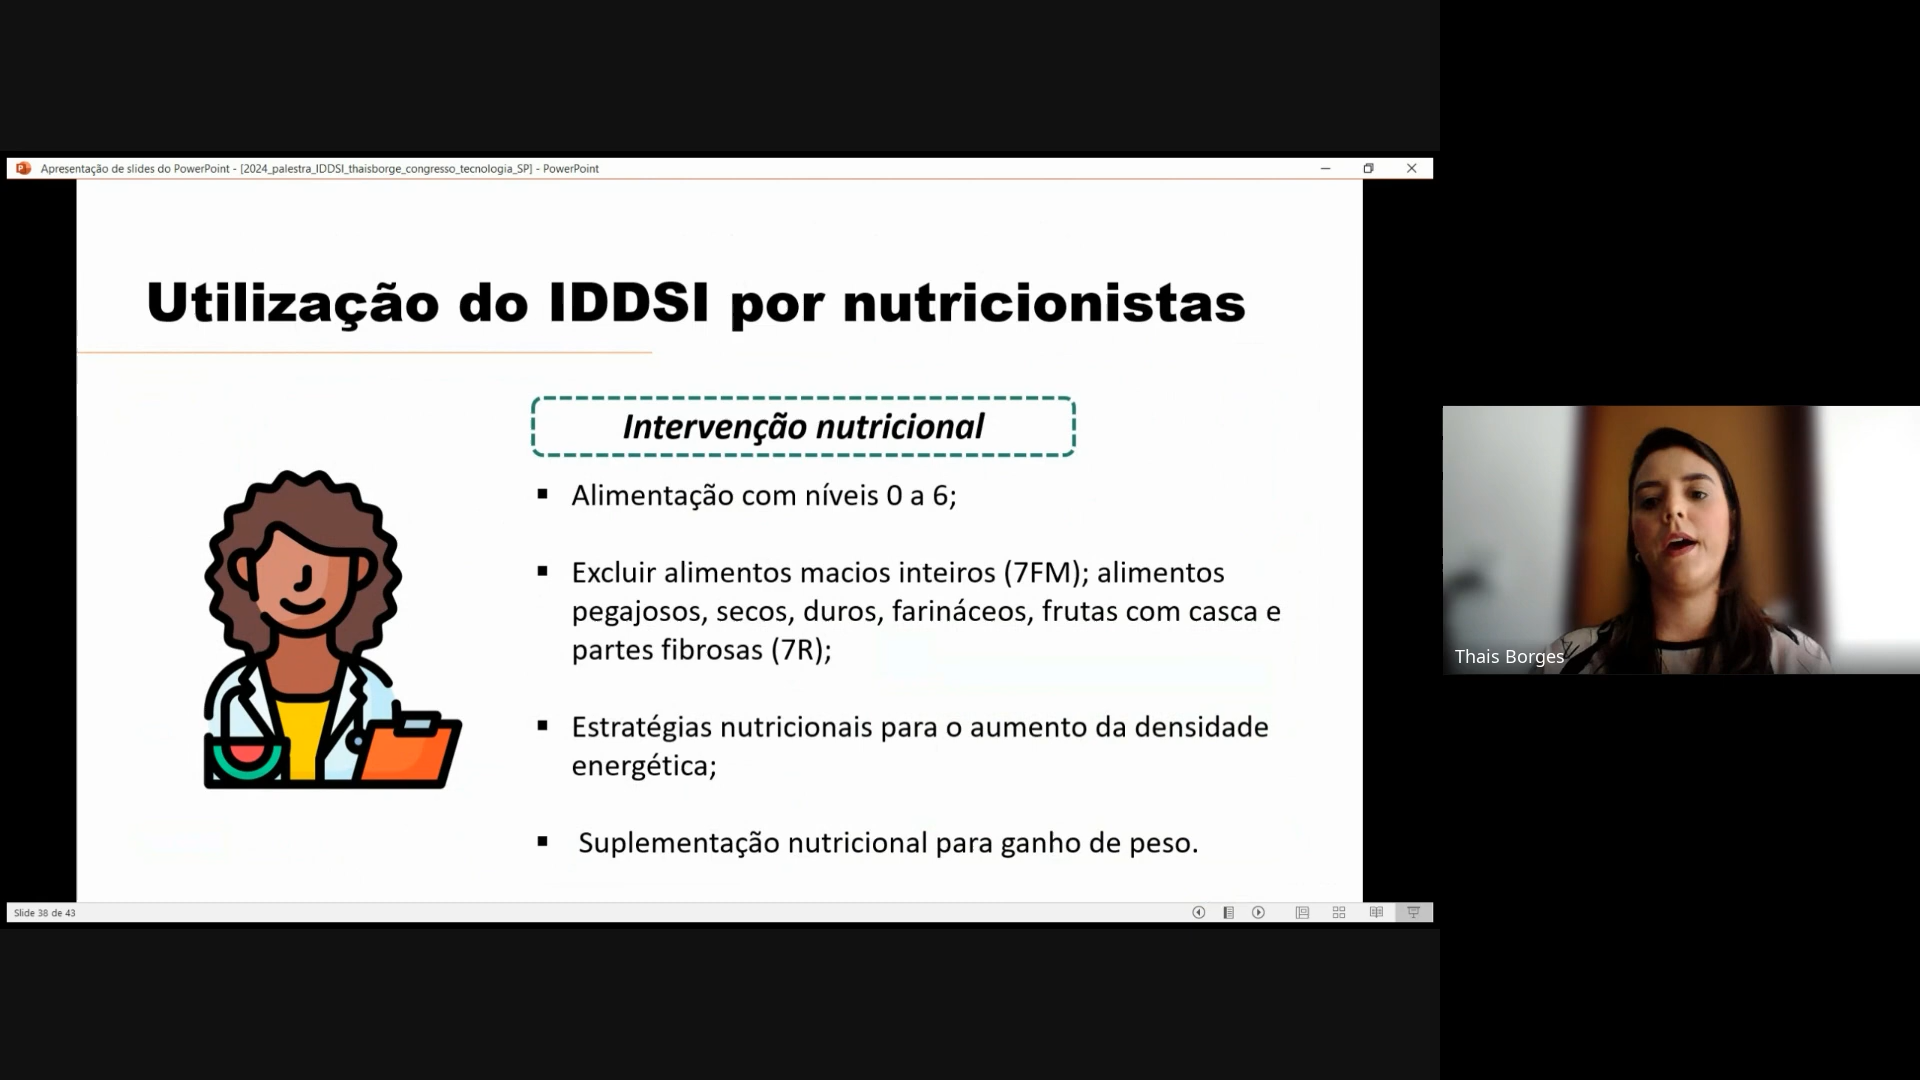 Apresentação de slides do PowerPoint - [2024_palestra_IDDSI_thaisborge_congresso_tecnologia_SP] - PowerPoint
Utilização do IDDSI por nutricionistas
Intervenção nutricional
▪ Alimentação com níveis 0 a 6;
▪ Excluir alimentos macios inteiros (7FM); alimentos
pegajosos, secos, duros, farináceos, frutas com casca e
partes fibrosas (7R);
▪ Estratégias nutricionais para o aumento da densidade
energética;
▪ Suplementação nutricional para ganho de peso.
Thais Borges
Slide 38 de 43